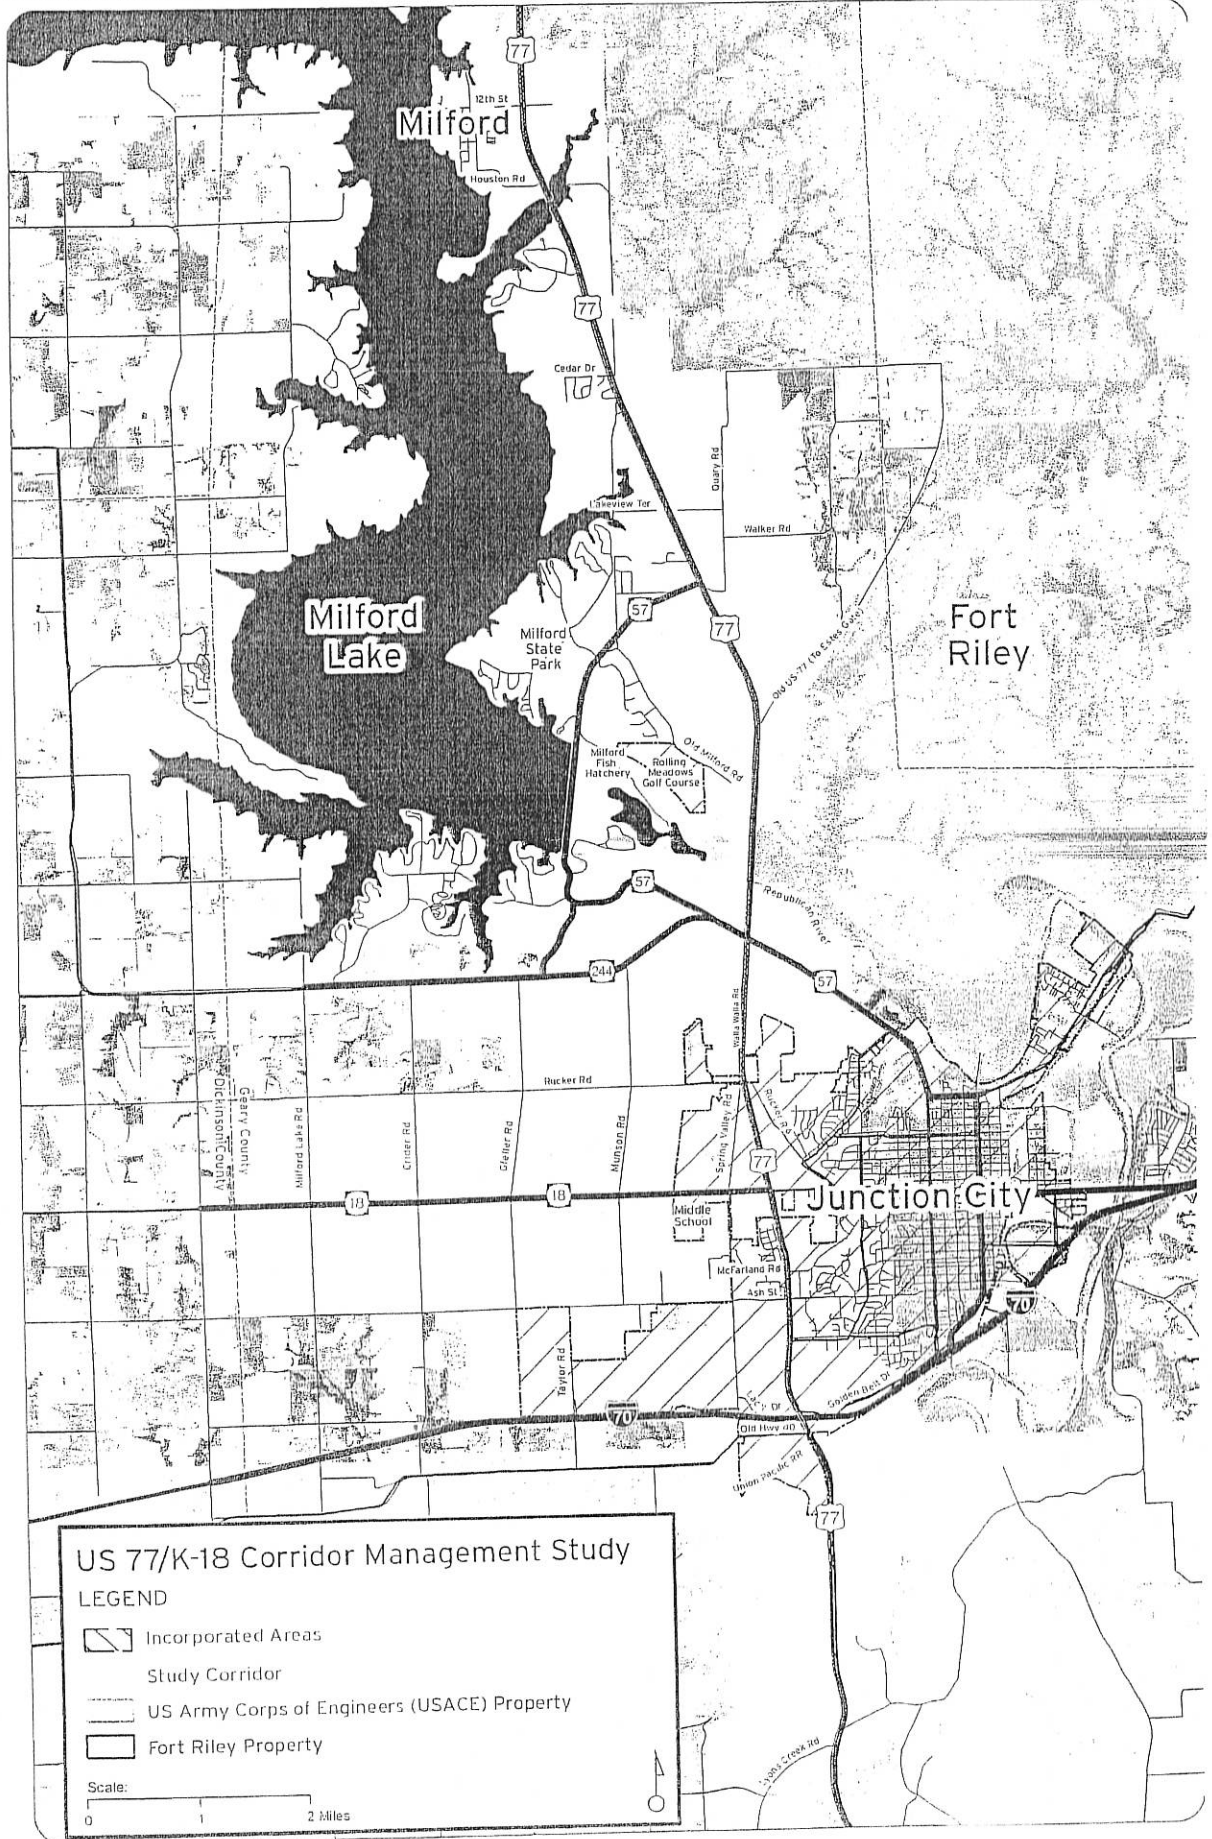 77
12th St
Milford
Houston Rd
77
Cedar Dr
Quary Rd
Lakeview Ter
Walker Rd
Milford
Lake
57
77
Milford
State
Park
Fort
Riley
Old US-77 (To Estes Gate)
Old Milford Rd
Milford
Fish
Hatchery
Rolling
Meadows
Golf Course
57
Republican River
244
57
Walla Walla Rd
Rucker Rd
Dickinson County
Geary County
Milford Lake Rd
Crider Rd
Gfeller Rd
Munson Rd
Spring Valley Rd
Rucker Rd
77
18
18
Junction City
Middle
School
McFarland Rd
Ash St
70
Taylor Rd
Golden Belt Dr
70
Dr
Old Hwy 40
Union Pacific RR
77
Lyons Creek Rd
US 77/K-18 Corridor Management Study
LEGEND
Incorporated Areas
Study Corridor
US Army Corps of Engineers (USACE) Property
Fort Riley Property
Scale:
0 1 2 Miles